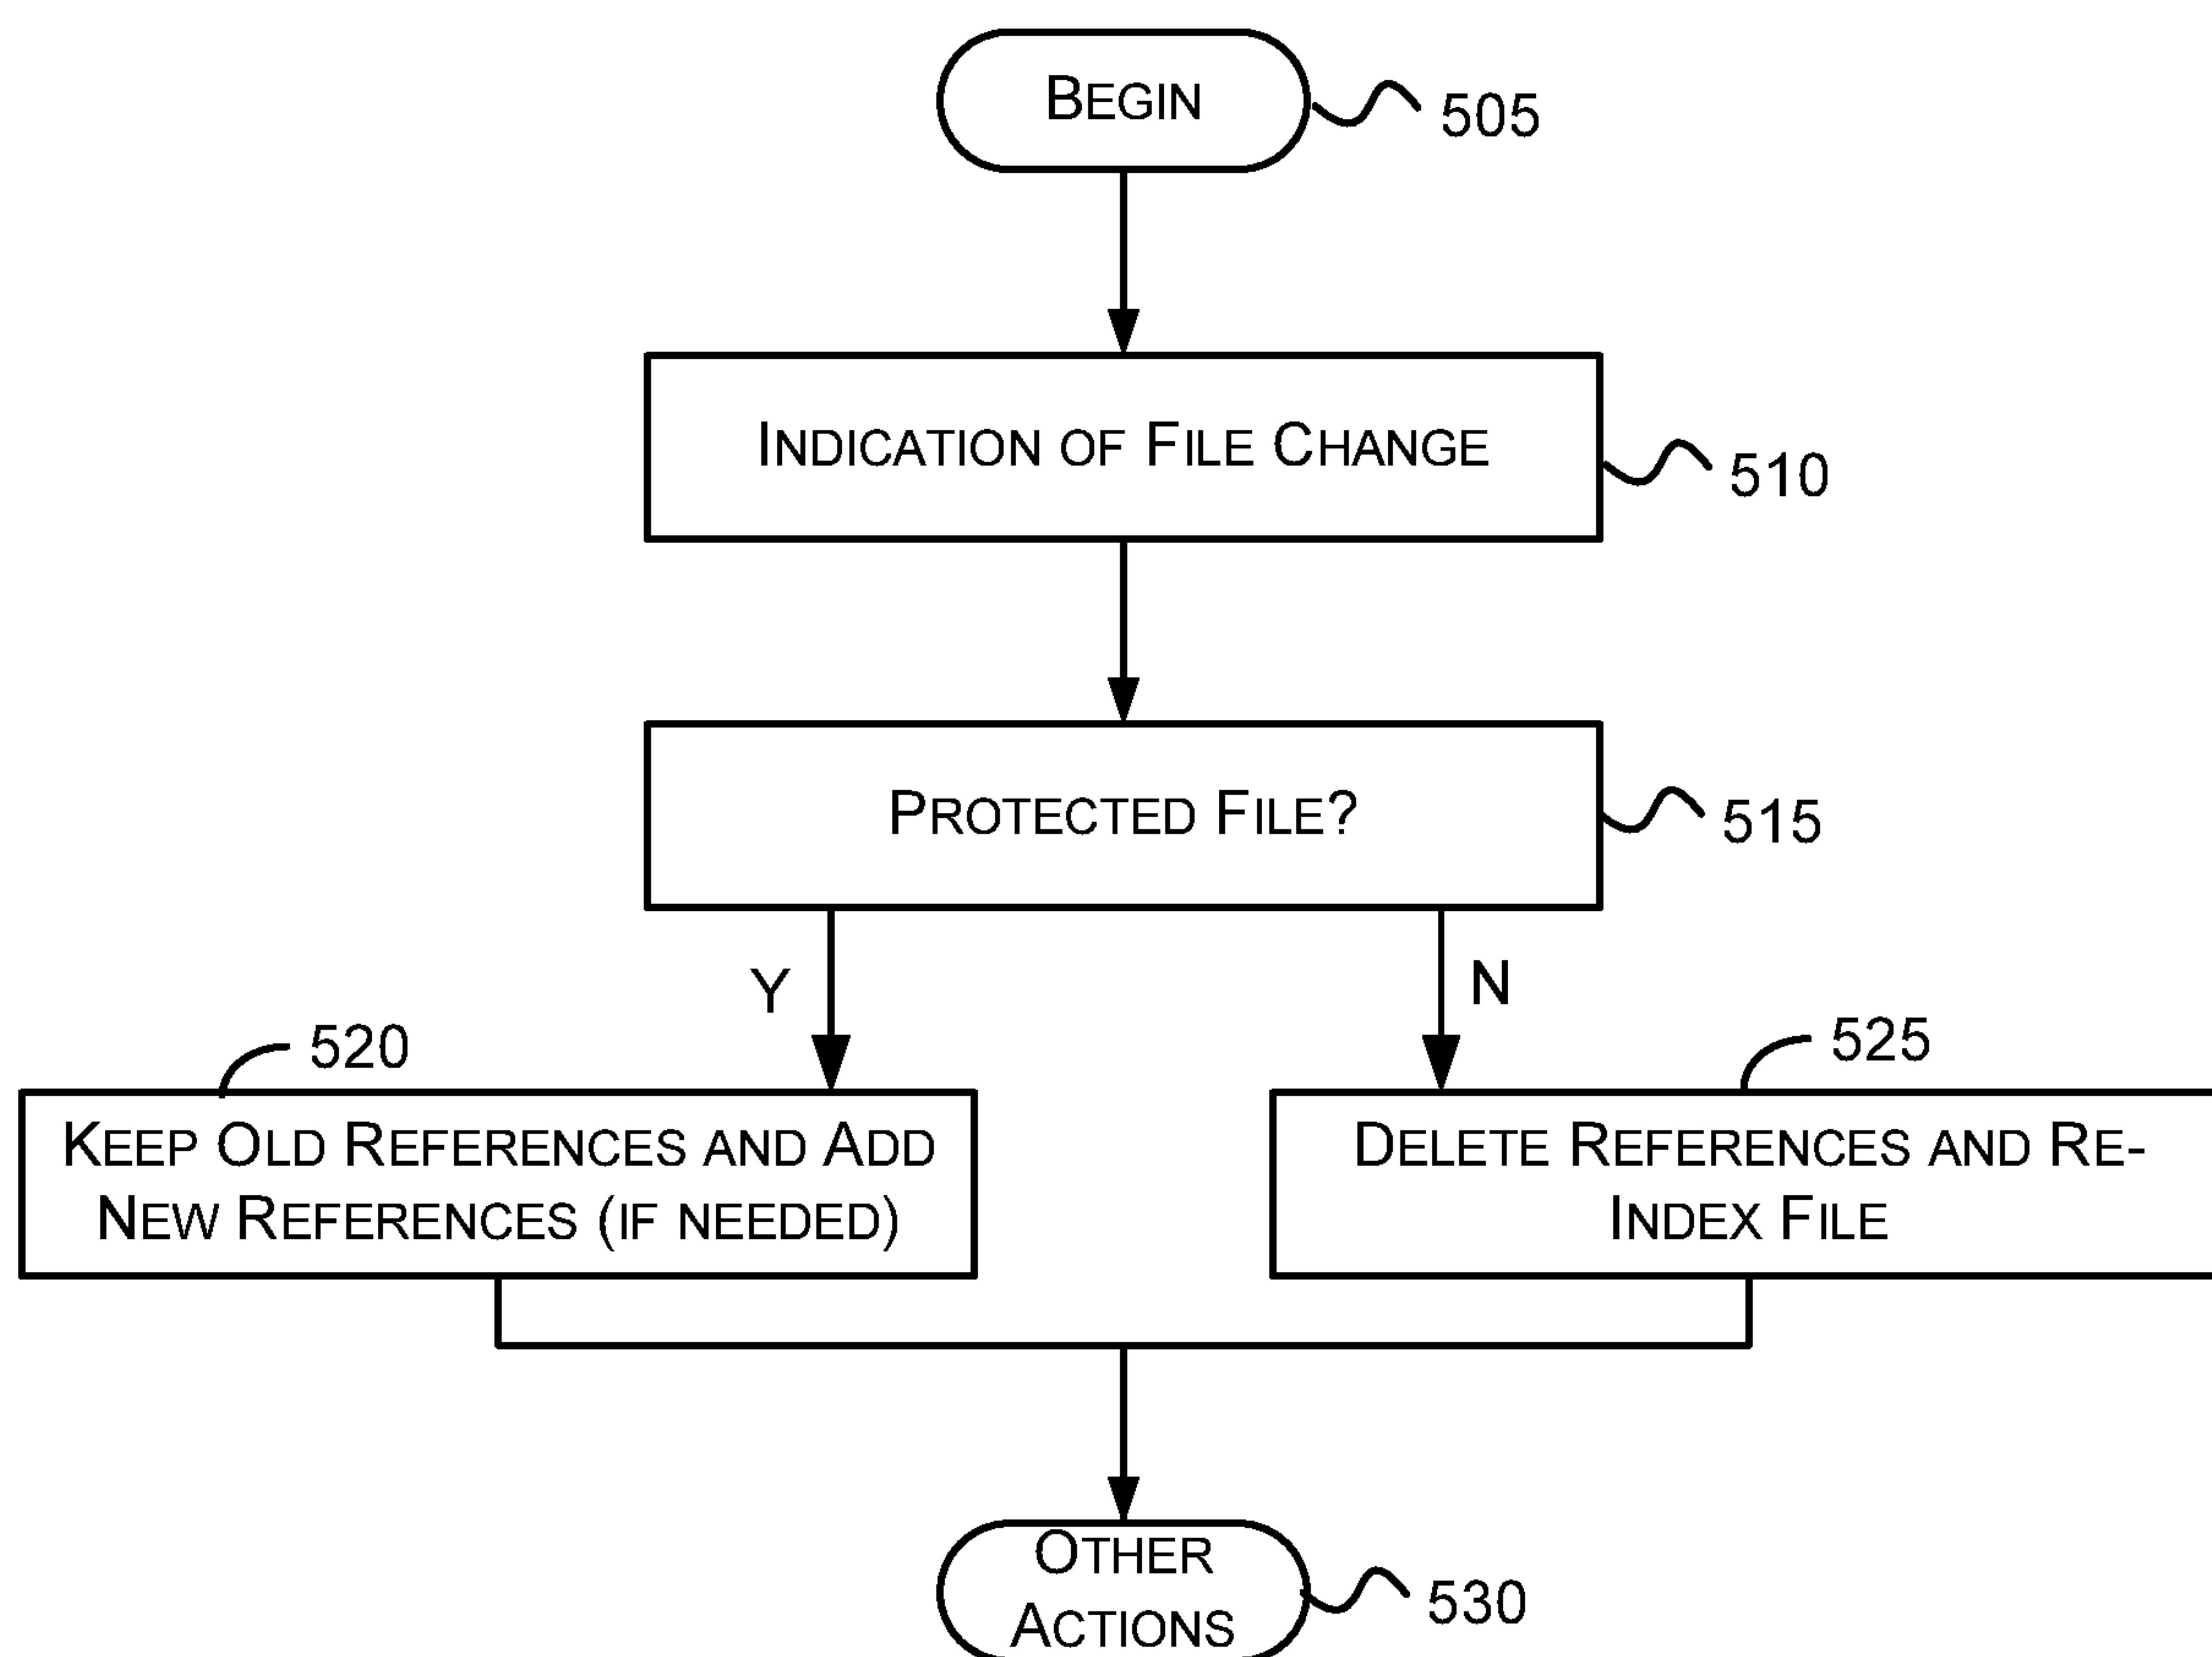 BEGIN
505
INDICATION OF FILE CHANGE
510
PROTECTED FILE?
515
Y
N
520
525
KEEP OLD REFERENCES AND ADD
NEW REFERENCES (IF NEEDED)
DELETE REFERENCES AND RE-
INDEX FILE
OTHER
ACTIONS
530